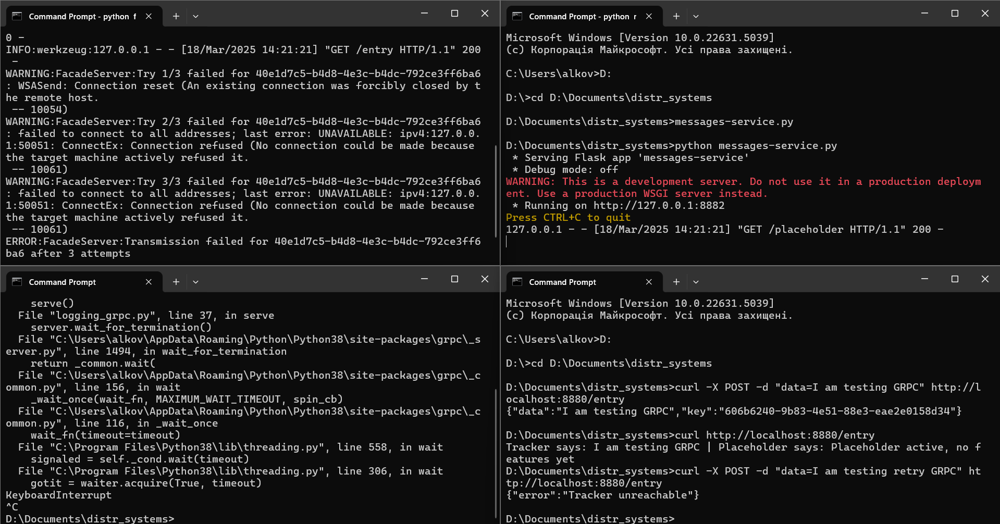 Command Prompt - python  f
0 -
INFO:werkzeug:127.0.0.1 - - [18/Mar/2025 14:21:21] "GET /entry HTTP/1.1" 200
 -
WARNING:FacadeServer:Try 1/3 failed for 40e1d7c5-b4d8-4e3c-b4dc-792ce3ff6ba6
: WSASend: Connection reset (An existing connection was forcibly closed by t
he remote host.
 -- 10054)
WARNING:FacadeServer:Try 2/3 failed for 40e1d7c5-b4d8-4e3c-b4dc-792ce3ff6ba6
: failed to connect to all addresses; last error: UNAVAILABLE: ipv4:127.0.0.
1:50051: ConnectEx: Connection refused (No connection could be made because
the target machine actively refused it.
 -- 10061)
WARNING:FacadeServer:Try 3/3 failed for 40e1d7c5-b4d8-4e3c-b4dc-792ce3ff6ba6
: failed to connect to all addresses; last error: UNAVAILABLE: ipv4:127.0.0.
1:50051: ConnectEx: Connection refused (No connection could be made because
the target machine actively refused it.
 -- 10061)
ERROR:FacadeServer:Transmission failed for 40e1d7c5-b4d8-4e3c-b4dc-792ce3ff6
ba6 after 3 attempts
Command Prompt - python  r
Microsoft Windows [Version 10.0.22631.5039]
(c) Корпорація Майкрософт. Усі права захищені.
C:\Users\alkov>D:
D:\>cd D:\Documents\distr_systems
D:\Documents\distr_systems>messages-service.py
D:\Documents\distr_systems>python messages-service.py
 * Serving Flask app 'messages-service'
 * Debug mode: off
WARNING: This is a development server. Do not use it in a production deploym
ent. Use a production WSGI server instead.
 * Running on http://127.0.0.1:8882
Press CTRL+C to quit
127.0.0.1 - - [18/Mar/2025 14:21:21] "GET /placeholder HTTP/1.1" 200 -
Command Prompt
    serve()
  File "logging_grpc.py", line 37, in serve
    server.wait_for_termination()
  File "C:\Users\alkov\AppData\Roaming\Python\Python38\site-packages\grpc\_s
erver.py", line 1494, in wait_for_termination
    return _common.wait(
  File "C:\Users\alkov\AppData\Roaming\Python\Python38\site-packages\grpc\_c
ommon.py", line 156, in wait
    _wait_once(wait_fn, MAXIMUM_WAIT_TIMEOUT, spin_cb)
  File "C:\Users\alkov\AppData\Roaming\Python\Python38\site-packages\grpc\_c
ommon.py", line 116, in _wait_once
    wait_fn(timeout=timeout)
  File "C:\Program Files\Python38\lib\threading.py", line 558, in wait
    signaled = self._cond.wait(timeout)
  File "C:\Program Files\Python38\lib\threading.py", line 306, in wait
    gotit = waiter.acquire(True, timeout)
KeyboardInterrupt
^C
D:\Documents\distr_systems>
Command Prompt
Microsoft Windows [Version 10.0.22631.5039]
(c) Корпорація Майкрософт. Усі права захищені.
C:\Users\alkov>D:
D:\>cd D:\Documents\distr_systems
D:\Documents\distr_systems>curl -X POST -d "data=I am testing GRPC" http://l
ocalhost:8880/entry
{"data":"I am testing GRPC","key":"606b6240-9b83-4e51-88e3-eae2e0158d34"}
D:\Documents\distr_systems>curl http://localhost:8880/entry
Tracker says: I am testing GRPC | Placeholder says: Placeholder active, no f
eatures yet
D:\Documents\distr_systems>curl -X POST -d "data=I am testing retry GRPC" ht
tp://localhost:8880/entry
{"error":"Tracker unreachable"}
D:\Documents\distr_systems>